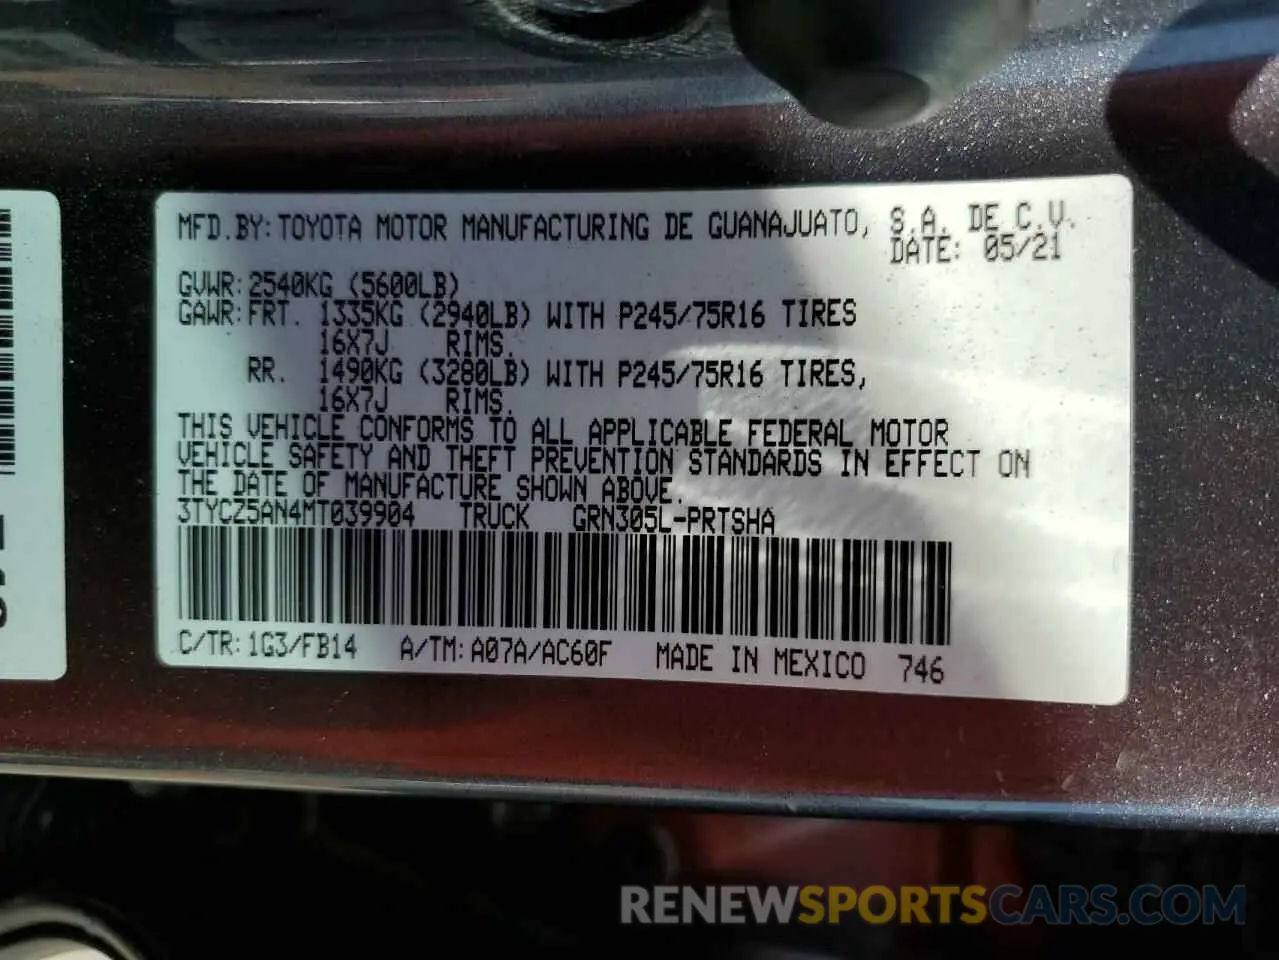 MFD.BY: TOYOTA MOTOR MANUFACTURING DE GUANAJUATO, S.A. DE C.V.
DATE: 05/21
GVWR: 2540KG (5600LB)
GAWR: FRT. 1335KG (2940LB) WITH P245/75R16 TIRES
16X7J RIMS.
RR. 1490KG (3280LB) WITH P245/75R16 TIRES,
16X7J RIMS.
THIS VEHICLE CONFORMS TO ALL APPLICABLE FEDERAL MOTOR
VEHICLE SAFETY AND THEFT PREVENTION STANDARDS IN EFFECT ON
THE DATE OF MANUFACTURE SHOWN ABOVE.
3TYCZ5AN4MT039904 TRUCK GRN305L-PRTSHA
C/TR: 1G3/FB14 A/TM: A07A/AC60F MADE IN MEXICO 746
RENEWSPORTSCARS.COM